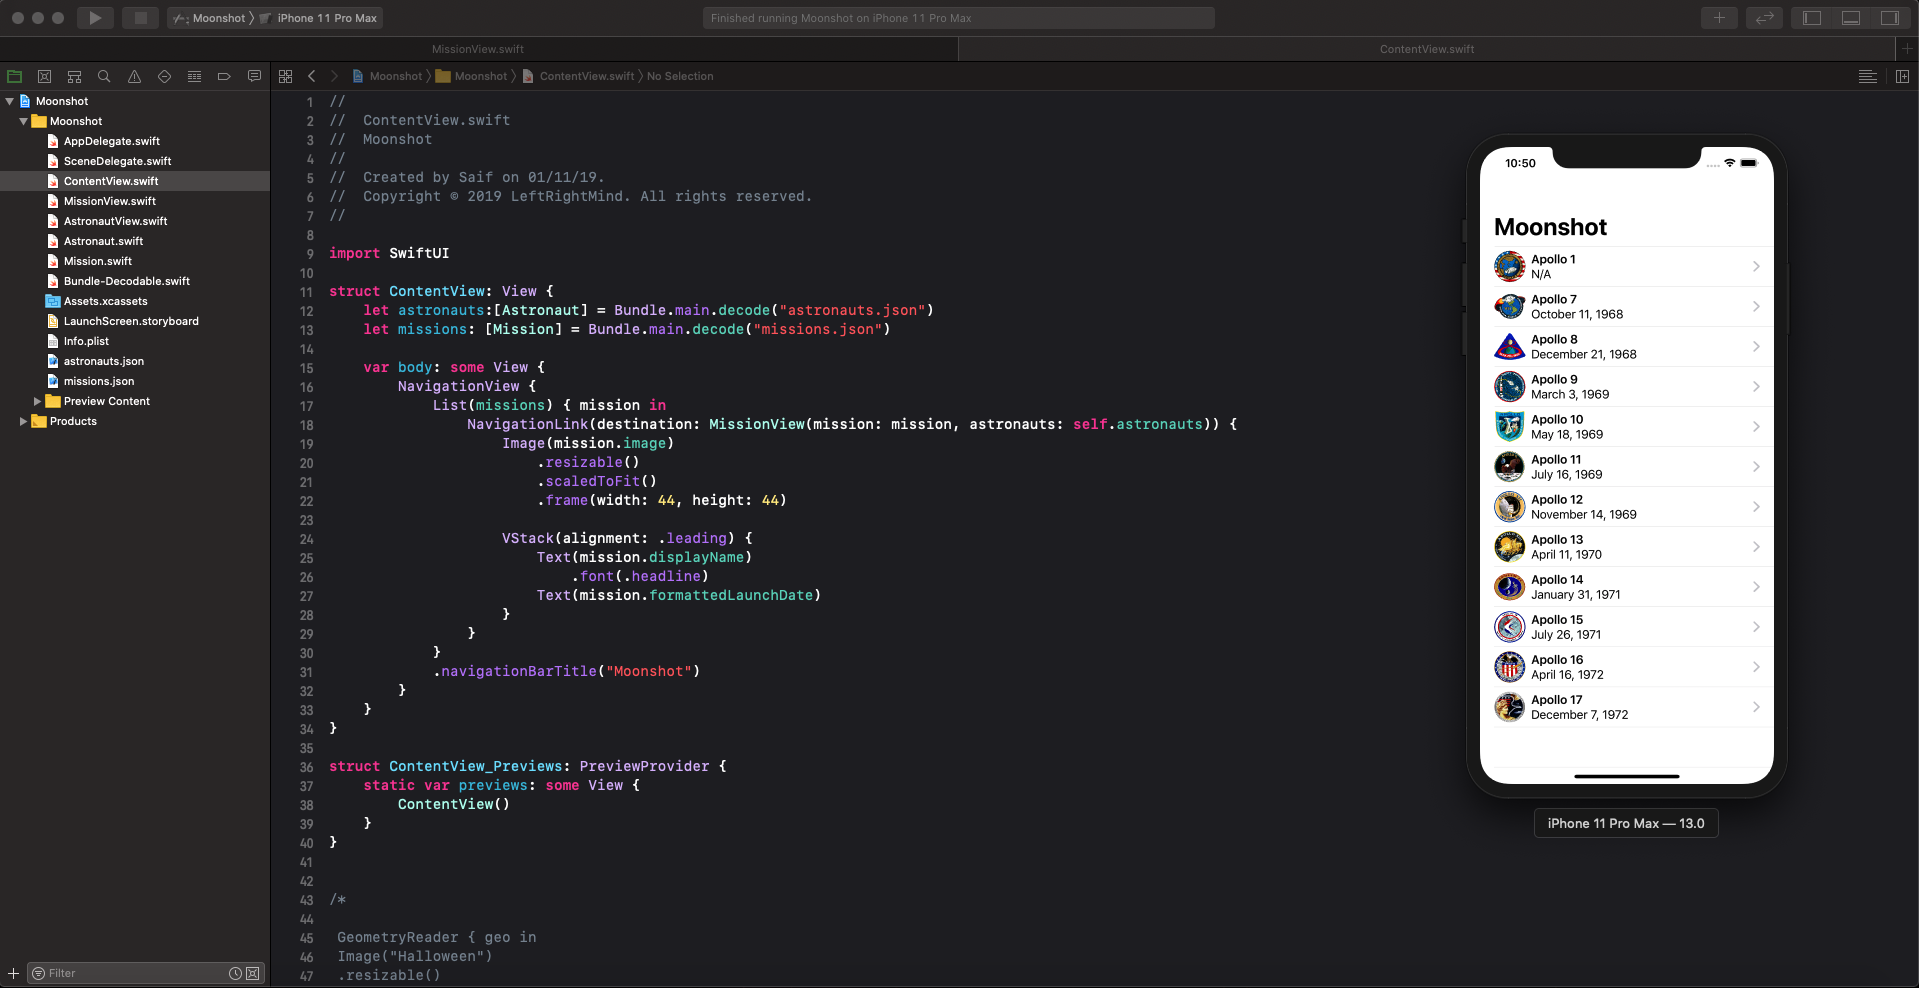 Moonshot iPhone 11 Pro Max
Finished running Moonshot on iPhone 11 Pro Max
MissionView.swift
ContentView.swift
Moonshot Moonshot ContentView.swift No Selection
Moonshot
Moonshot
AppDelegate.swift
SceneDelegate.swift
ContentView.swift
MissionView.swift
AstronautView.swift
Astronaut.swift
Mission.swift
Bundle-Decodable.swift
Assets.xcassets
LaunchScreen.storyboard
Info.plist
astronauts.json
missions.json
Preview Content
Products
Filter
1 //
2 //  ContentView.swift
3 //  Moonshot
4 //
5 //  Created by Saif on 01/11/19.
6 //  Copyright © 2019 LeftRightMind. All rights reserved.
7 //
8
9 import SwiftUI
10
11 struct ContentView: View {
12     let astronauts:[Astronaut] = Bundle.main.decode("astronauts.json")
13     let missions: [Mission] = Bundle.main.decode("missions.json")
14
15     var body: some View {
16         NavigationView {
17             List(missions) { mission in
18                 NavigationLink(destination: MissionView(mission: mission, astronauts: self.astronauts)) {
19                     Image(mission.image)
20                         .resizable()
21                         .scaledToFit()
22                         .frame(width: 44, height: 44)
23
24                     VStack(alignment: .leading) {
25                         Text(mission.displayName)
26                             .font(.headline)
27                         Text(mission.formattedLaunchDate)
28                     }
29                 }
30             }
31             .navigationBarTitle("Moonshot")
32         }
33     }
34 }
35
36 struct ContentView_Previews: PreviewProvider {
37     static var previews: some View {
38         ContentView()
39     }
40 }
41
42
43 /*
44
45  GeometryReader { geo in
46  Image("Halloween")
47  .resizable()
10:50
Moonshot
Apollo 1
N/A
Apollo 7
October 11, 1968
Apollo 8
December 21, 1968
Apollo 9
March 3, 1969
Apollo 10
May 18, 1969
Apollo 11
July 16, 1969
Apollo 12
November 14, 1969
Apollo 13
April 11, 1970
Apollo 14
January 31, 1971
Apollo 15
July 26, 1971
Apollo 16
April 16, 1972
Apollo 17
December 7, 1972
iPhone 11 Pro Max — 13.0